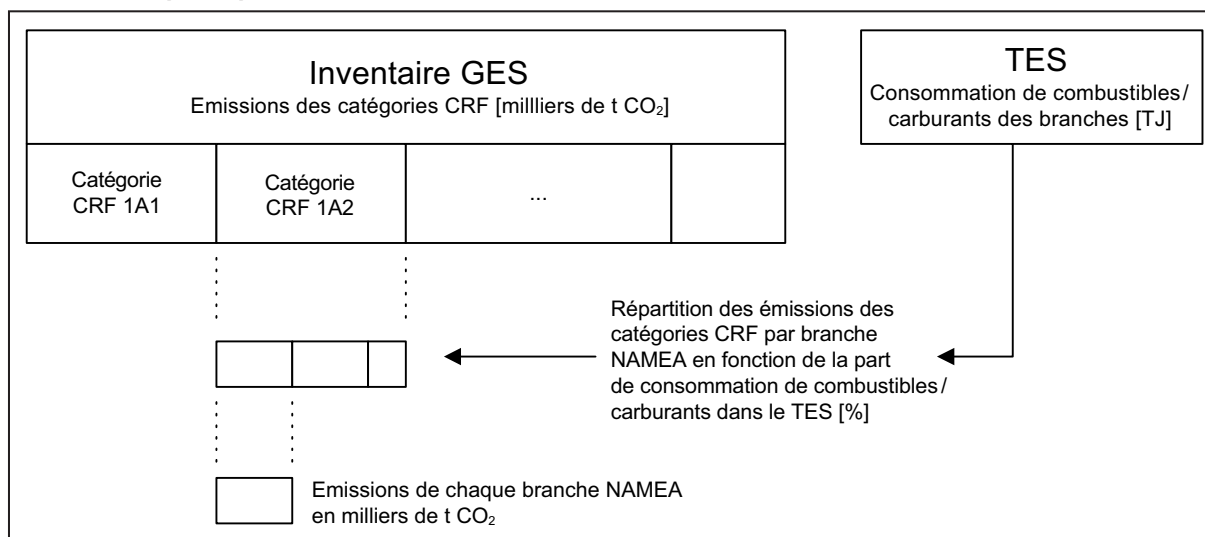 Inventaire GES
Emissions des catégories CRF [millliers de t CO₂]
Catégorie
CRF 1A1
Catégorie
CRF 1A2
...
TES
Consommation de combustibles/
carburants des branches [TJ]
Répartition des émissions des
catégories CRF par branche
NAMEA en fonction de la part
de consommation de combustibles/
carburants dans le TES [%]
Emissions de chaque branche NAMEA
en milliers de t CO₂